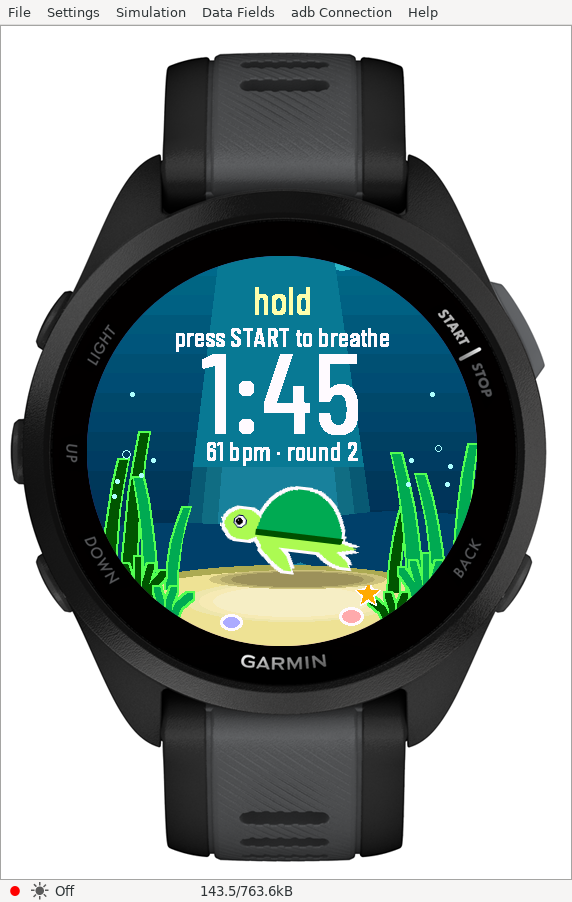 File Settings Simulation Data Fields adb Connection Help
hold
START
press START to breathe
LIGHT
STOP
1:45
UP
61 bpm · round 2
DOWN
BACK
GARMIN
Off 143.5/763.6kB